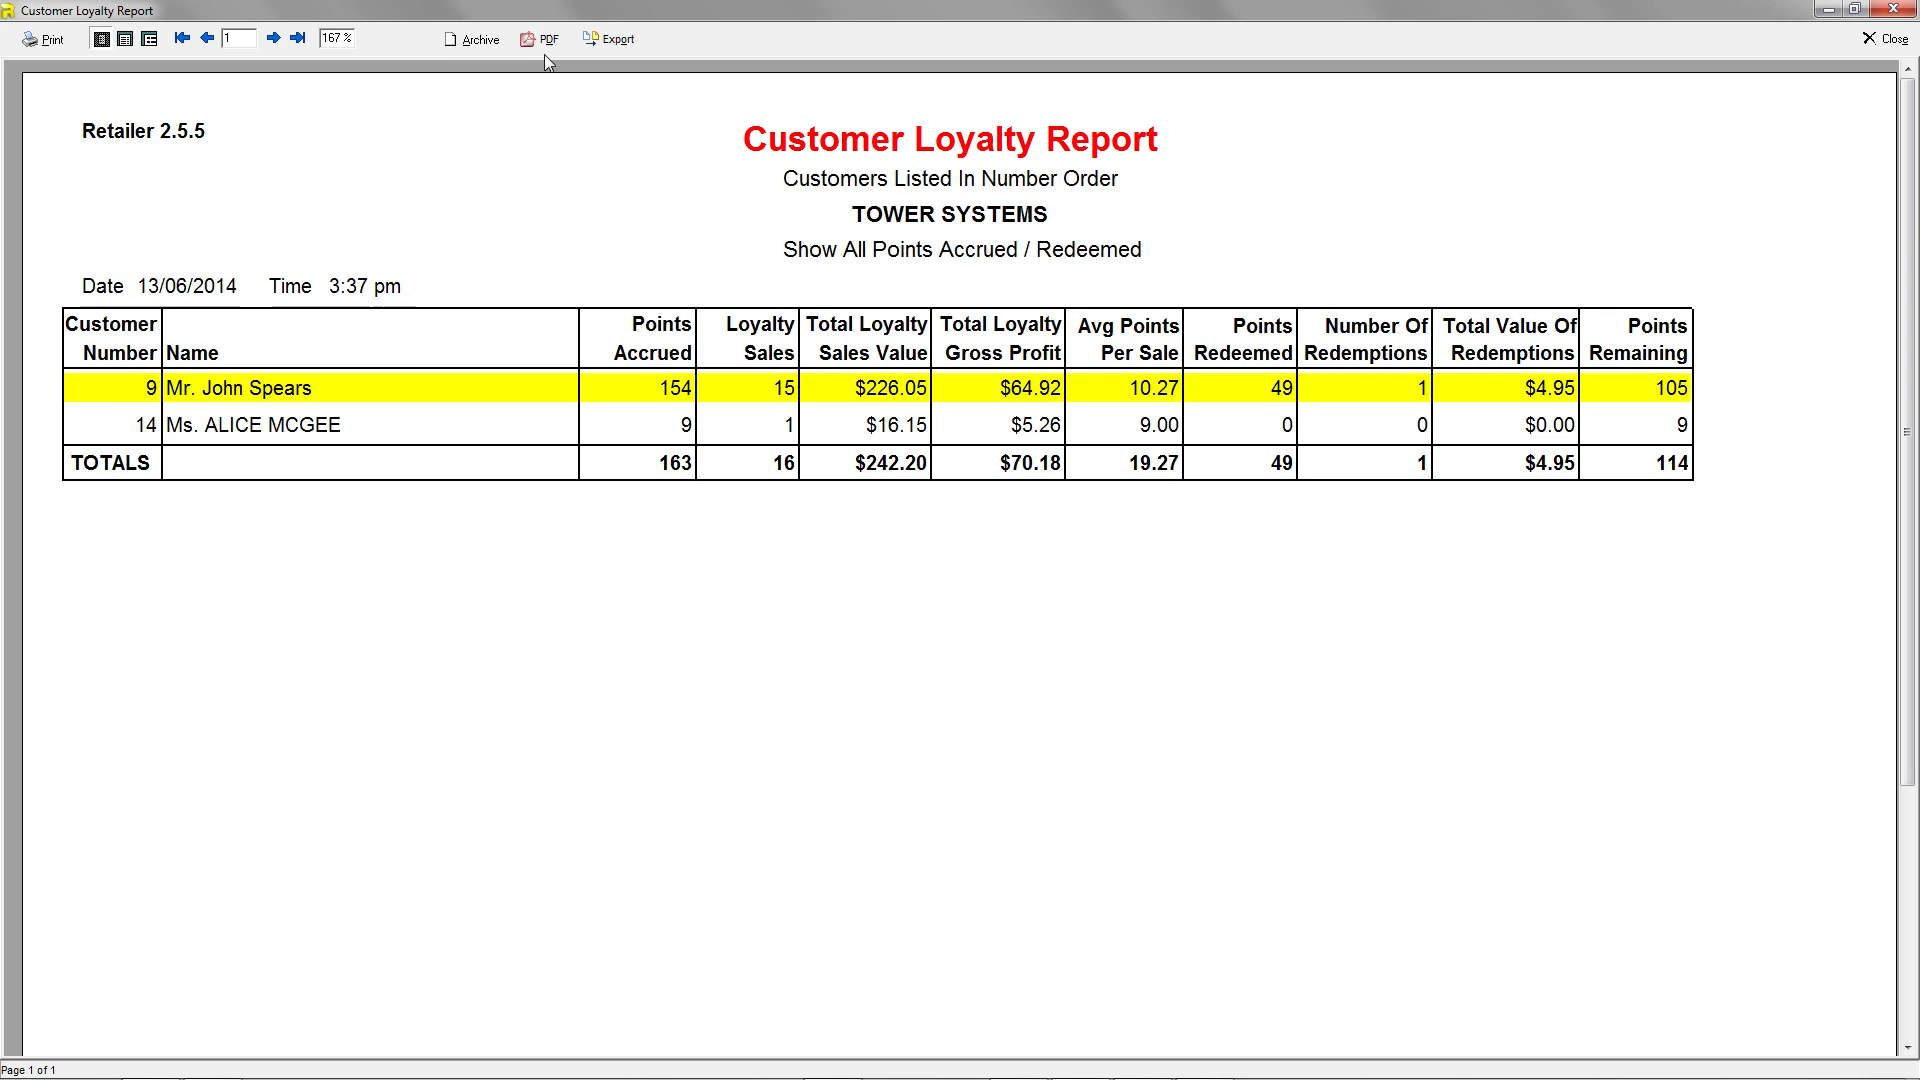 Customer Loyalty Report
Print 1 167 % Archive PDF Export Close
Retailer 2.5.5
Customer Loyalty Report
Customers Listed In Number Order
TOWER SYSTEMS
Show All Points Accrued / Redeemed
Date 13/06/2014 Time 3:37 pm
Customer Points Loyalty Total Loyalty Total Loyalty Avg Points Points Number Of Total Value Of Points
Number Name Accrued Sales Sales Value Gross Profit Per Sale Redeemed Redemptions Redemptions Remaining
9 Mr. John Spears 154 15 $226.05 $64.92 10.27 49 1 $4.95 105
14 Ms. ALICE MCGEE 9 1 $16.15 $5.26 9.00 0 0 $0.00 9
TOTALS 163 16 $242.20 $70.18 19.27 49 1 $4.95 114
Page 1 of 1